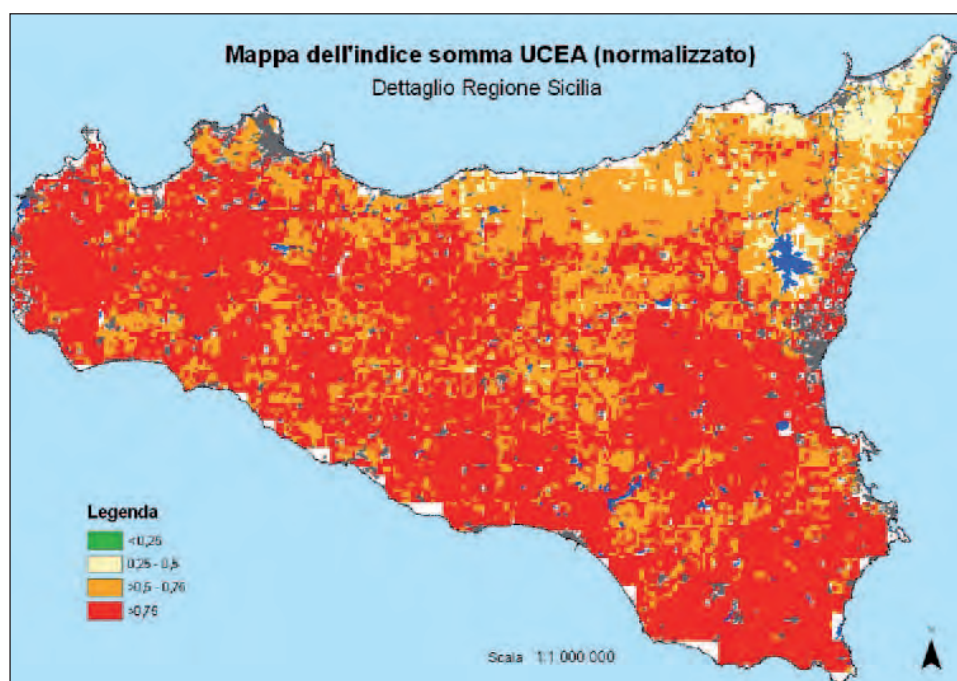 Mappa dell'indice somma UCEA (normalizzato)
Dettaglio Regione Sicilia
Legenda
<0,25
0,25 - 0,5
>0,5 - 0,75
>0,75
Scala 1:1 000 000